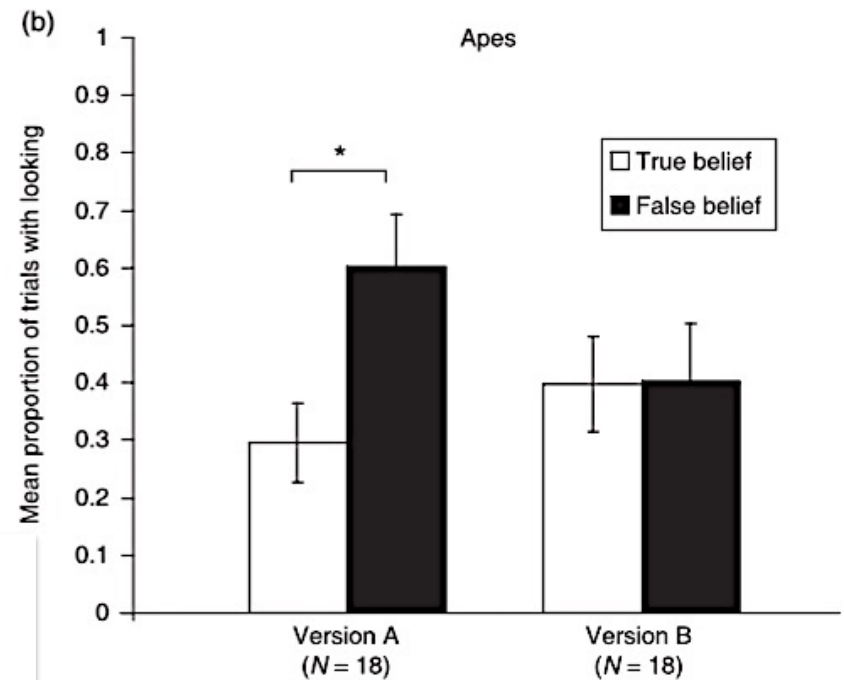 (b)
Apes
Mean proportion of trials with looking
1
0.9
0.8
0.7
0.6
0.5
0.4
0.3
0.2
0.1
0
*
True belief
False belief
Version A
(N = 18)
Version B
(N = 18)